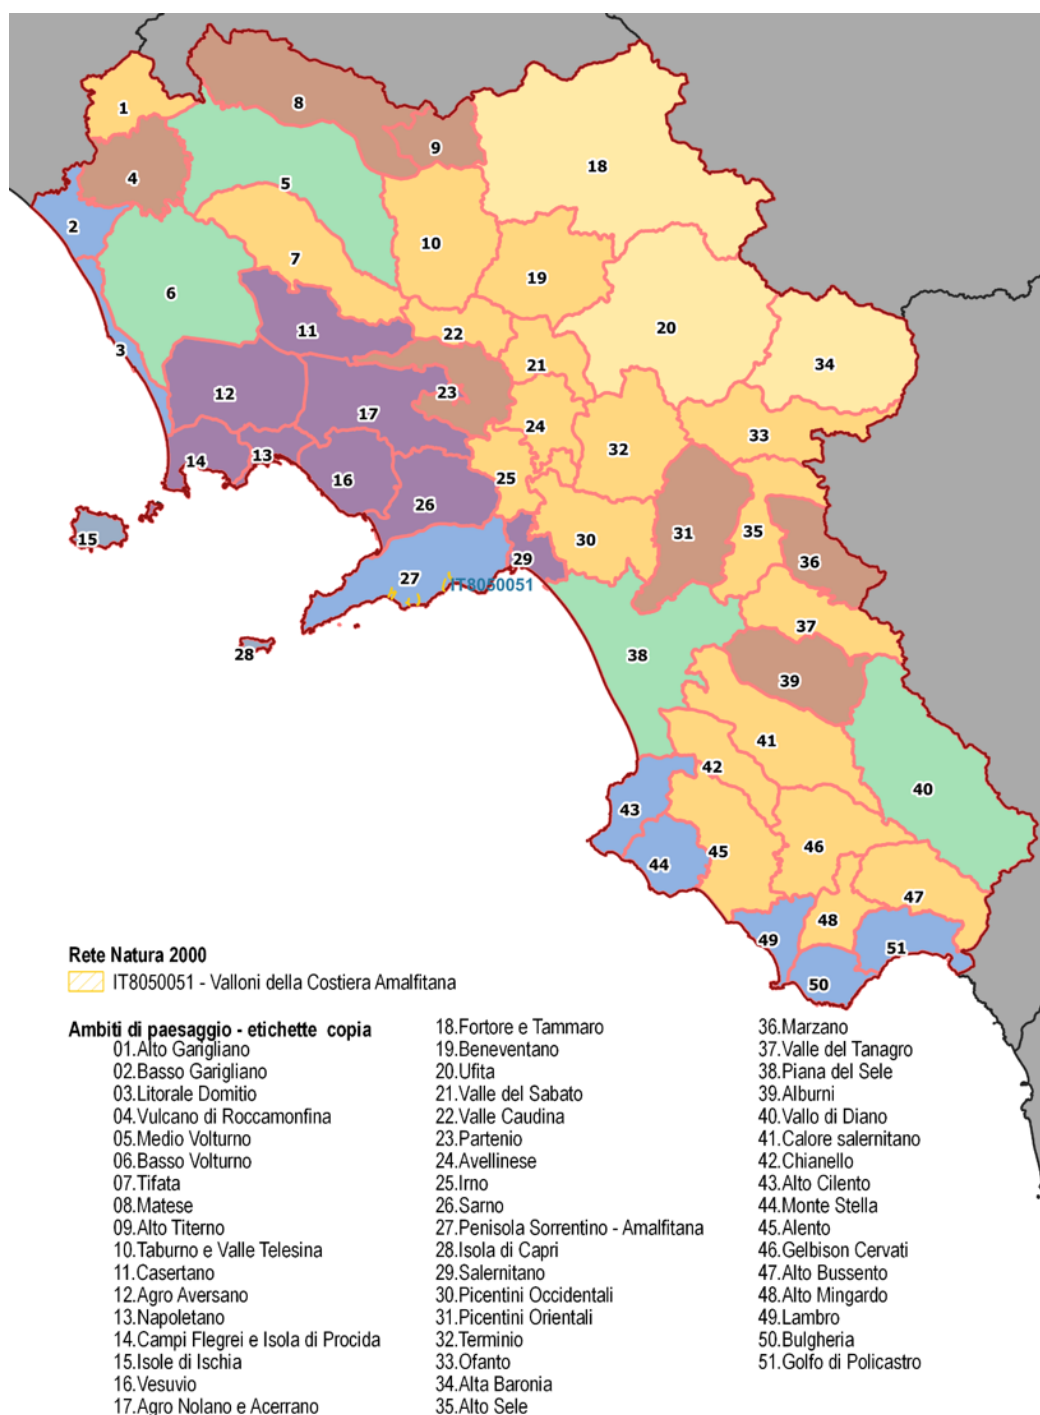 1
8
9
4
18
5
2
10
7
19
6
11
22
20
3
21
34
12
23
17
24
33
32
14
13
16
25
26
31
35
15
30
29
36
27
IT8050051
37
28
38
39
41
42
40
43
46
45
44
47
48
49
51
50
Rete Natura 2000
IT8050051 - Valloni della Costiera Amalfitana
Ambiti di paesaggio - etichette copia
01.Alto Garigliano
02.Basso Garigliano
03.Litorale Domitio
04.Vulcano di Roccamonfina
05.Medio Volturno
06.Basso Volturno
07.Tifata
08.Matese
09.Alto Titerno
10.Taburno e Valle Telesina
11.Casertano
12.Agro Aversano
13.Napoletano
14.Campi Flegrei e Isola di Procida
15.Isole di Ischia
16.Vesuvio
17.Agro Nolano e Acerrano
18.Fortore e Tammaro
19.Beneventano
20.Ufita
21.Valle del Sabato
22.Valle Caudina
23.Partenio
24.Avellinese
25.Irno
26.Sarno
27.Penisola Sorrentino - Amalfitana
28.Isola di Capri
29.Salernitano
30.Picentini Occidentali
31.Picentini Orientali
32.Terminio
33.Ofanto
34.Alta Baronia
35.Alto Sele
36.Marzano
37.Valle del Tanagro
38.Piana del Sele
39.Alburni
40.Vallo di Diano
41.Calore salernitano
42.Chianello
43.Alto Cilento
44.Monte Stella
45.Alento
46.Gelbison Cervati
47.Alto Bussento
48.Alto Mingardo
49.Lambro
50.Bulgheria
51.Golfo di Policastro